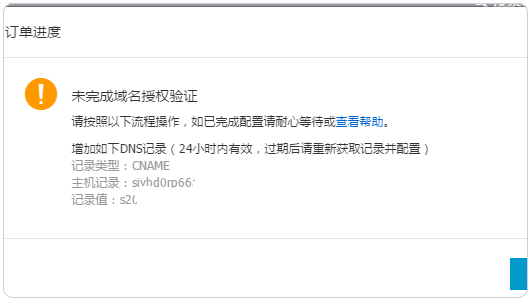 订单进度
未完成域名授权验证
请按照以下流程操作，如已完成配置请耐心等待或查看帮助。
增加如下DNS记录（24小时内有效，过期后请重新获取记录并配置）
记录类型：CNAME
主机记录：
记录值：